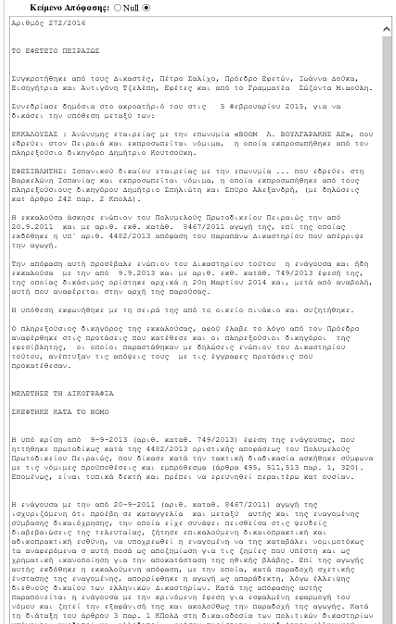 Κείμενο Απόφασης: Null
Αριθμός 272/2016
ΤΟ ΕΦΕΤΕΙΟ ΠΕΙΡΑΙΩΣ
Συγκροτήθηκε από τους Δικαστές, Πέτρο Σαλίχο, Πρόεδρο Εφετών, Ιωάννα Δούκα,
Εισηγήτρια και Αντιγόνη Τζελέπη, Εφέτες και από το Γραμματέα Σώζοντα Μιαούλη.
Συνεδρίασε δημόσια στο ακροατήριό του στις 5 Φεβρουαρίου 2015, για να
δικάσει την υπόθεση μεταξύ των:
ΕΚΚΑΛΟΥΣΑΣ : Ανώνυμης εταιρείας με την επωνυμία «ΒΟΟΜ Λ. ΒΟΥΛΓΑΡΑΚΗΣ ΑΕ», που
εδρεύει στον Πειραιά και εκπροσωπείται νόμιμα, η οποία εκπροσωπήθηκε από τον
πληρεξούσιο δικηγόρο Δημήτριο Κουτσούκη.
ΕΦΕΣΙΒΛΗΤΗΣ: Ισπανικού δικαίου εταιρείας με την επωνυμία ... που εδρεύει στη
Βαρκελώνη Ισπανίας και εκπροσωπείται νόμιμα, η οποία εκπροσωπήθηκε από τους
πληρεξούσιους δικηγόρου Δημήτριο Σπηλιώτη και Σπύρο Αλεξανδρή, (με δηλώσεις
κατ άρθρο 242 παρ. 2 ΚΠολΔ).
Η εκκαλούσα άσκησε ενώπιον του Πολυμελούς Πρωτοδικείου Πειραιώς την από
20.9.2011 και με αριθ. εκθ. κατάθ. 8467/2011 αγωγή της, επί της οποίας
εκδόθηκε η υπ' αριθ. 4482/2013 απόφαση του παραπάνω Δικαστηρίου που απέρριψε
την αγωγή.
Την απόφαση αυτή προσέβαλε ενώπιον του Δικαστηρίου τούτου η ενάγουσα και ήδη
εκκαλούσα με την από 9.9.2013 και με αριθ. εκθ. κατάθ. 749/2013 έφεσή της,
της οποίας δικάσιμος ορίστηκε αρχικά η 20η Μαρτίου 2014 και, μετά από αναβολή,
αυτή που αναφέρεται στην αρχή της παρούσας.
Η υπόθεση εκφωνήθηκε με τη σειρά της από το οικείο πινάκιο και συζητήθηκε.
Ο πληρεξούσιος δικηγόρος της εκκαλούσας, αφού έλαβε το λόγο από τον Πρόεδρο
αναφέρθηκε στις προτάσεις που κατέθεσε και οι πληρεξούσιοι δικηγόροι της
εφεσίβλητης, οι οποίοι παραστάθηκαν με δηλώσεις ενώπιον του Δικαστηρίου
τούτου, ανέπτυξαν τις απόψεις τους με τις έγγραφες προτάσεις που
προκατέθεσαν.
ΜΕΛΕΤΗΣΕ ΤΗ ΔΙΚΟΓΡΑΦΙΑ
ΣΚΕΦΤΗΚΕ ΚΑΤΑ ΤΟ ΝΟΜΟ
Η υπό κρίση από 9-9-2013 (αριθ. καταθ. 749/2013) έφεση της ενάγουσας, που
ηττήθηκε πρωτοδίκως κατά της 4482/2013 οριστικής αποφάσεως του Πολυμελούς
Πρωτοδικείου Πειραιώς, που δίκασε κατά την τακτική διαδικασία ασκήθηκε σύμφωνα
με τις νόμιμες προϋποθέσεις και εμπρόθεσμα (άρθρα 495, 511,513 παρ. 1, 320).
Επομένως, είναι τυπικά δεκτή και πρέπει να ερευνηθεί περαιτέρω κατ ουσίαν.
Η ενάγουσα με την από 20-9-2011 (αριθ. καταθ. 8467/11) αγωγή της
ισχυρίζομένη ότι προέβη σε καταγγελία και μεταξύ αυτής και της εναγομένης
σύμβασης δικαιόχρησης, την οποία είχε συνάψει πεισθείσα στις ψευδείς
διαβεβαιώσεις της τελευταίας, ζήτησε επικαλουμένη δικαιοπρακτική και
αδικοπρακτική ευθύνη, να υποχρεωθεί η εναγομένη να της καταβάλει νομιμοτόκως
τα αναφερόμενα σ αυτή ποσά ως αποζημίωση για τις ζημίες που υπέστη και ως
χρηματική ικανοποίηση για την αποκατάσταση της ηθικής βλάβης. Επί της αγωγής
αυτής εκδόθηκε η εκκαλουμένη απόφαση, με την οποία, κατά παραδοχή σχετικής
ένστασης της εναγομένης, απορρίφθηκε η αγωγή ως απαράδεκτη, λόγω έλλειψης
διεθνούς δικαίου των ελληνικών Δικαστηρίων. Κατά της απόφασης αυτής
παραπονείται η ενάγουσα με την κρινόμενη έφεση και για εσφαλμένη εφαρμογή του
νόμου και ζητεί την εξαφάνισή της και ακολούθως την παραδοχή της αγωγής. Κατά
τη διάταξη του άρθρου 3 παρ. 1 ΚΠολΔ στη δικαιοδοσία των πολιτικών δικαστηρίων